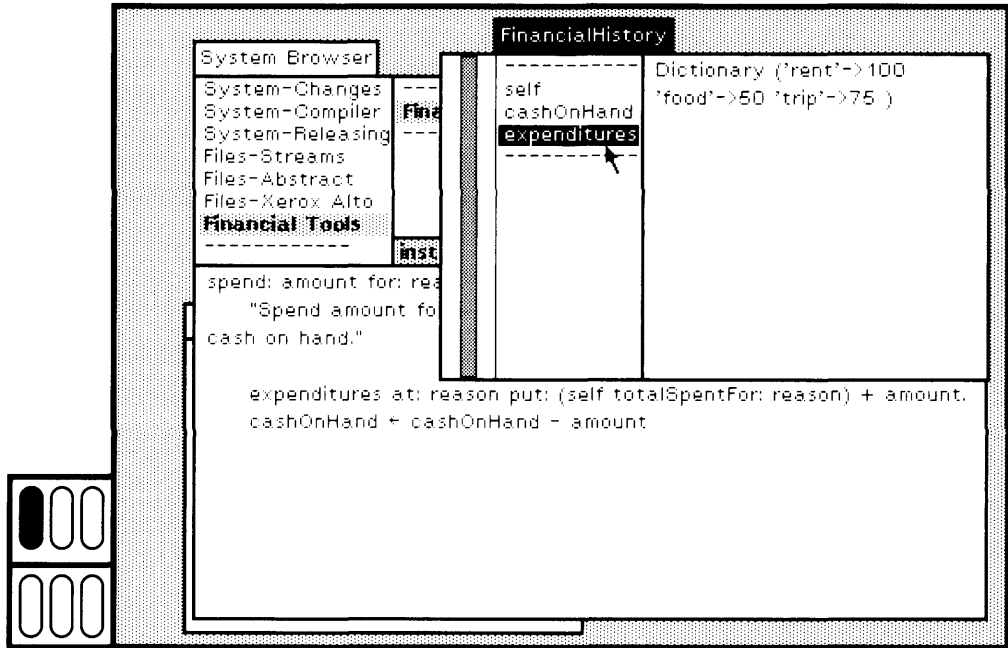 System Browser
System-Changes
System-Compiler
System-Releasing
Files-Streams
Files-Abstract
Files-Xerox Alto
Financial Tools
--------------
---
Fina
---
inst
FinancialHistory
--------------
self
cashOnHand
expenditures
--------------
Dictionary ('rent'->100
'food'->50 'trip'->75 )
spend: amount for: rea
"Spend amount fo
cash on hand."
expenditures at: reason put: (self totalSpentFor: reason) + amount.
cashOnHand ← cashOnHand - amount